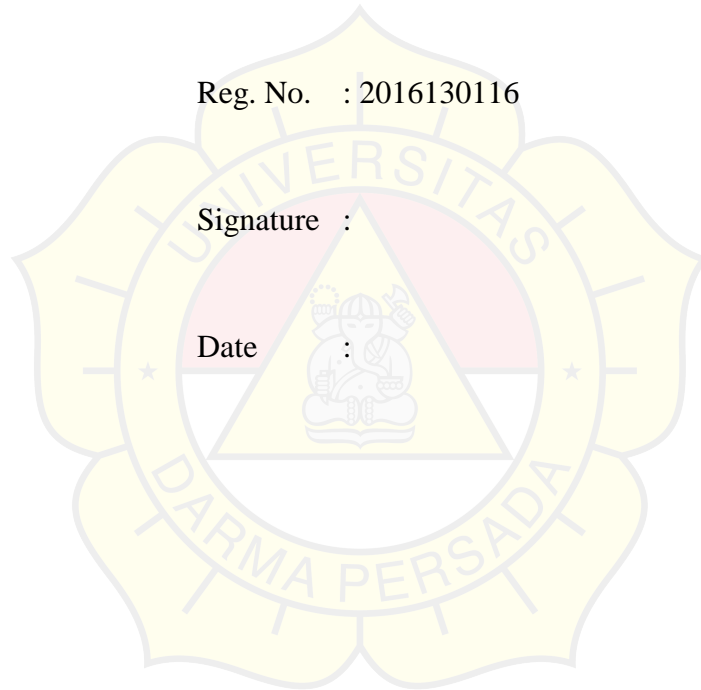 Reg. No. : 2016130116
UNIVERSITAS
Signature :
Date :
DARMA PERSADA